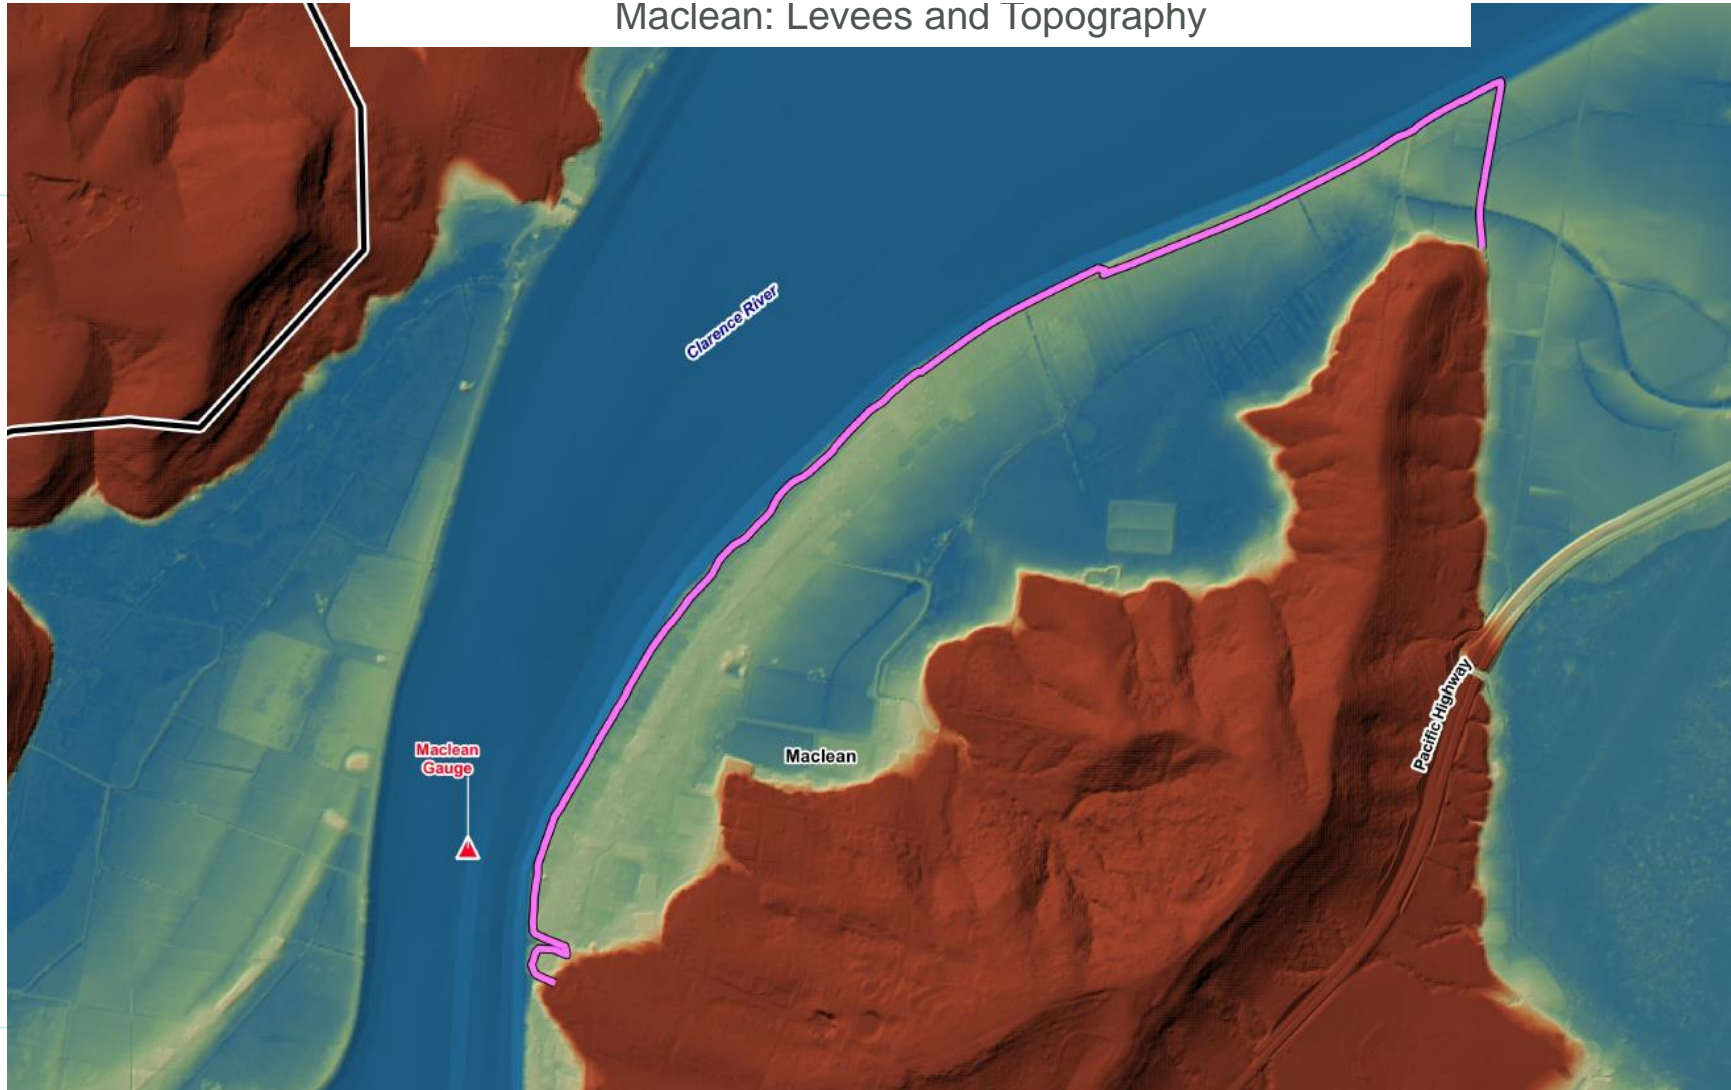 Maclean: Levees and Topography
Clarence River
Maclean
Gauge
Maclean
Pacific Highway